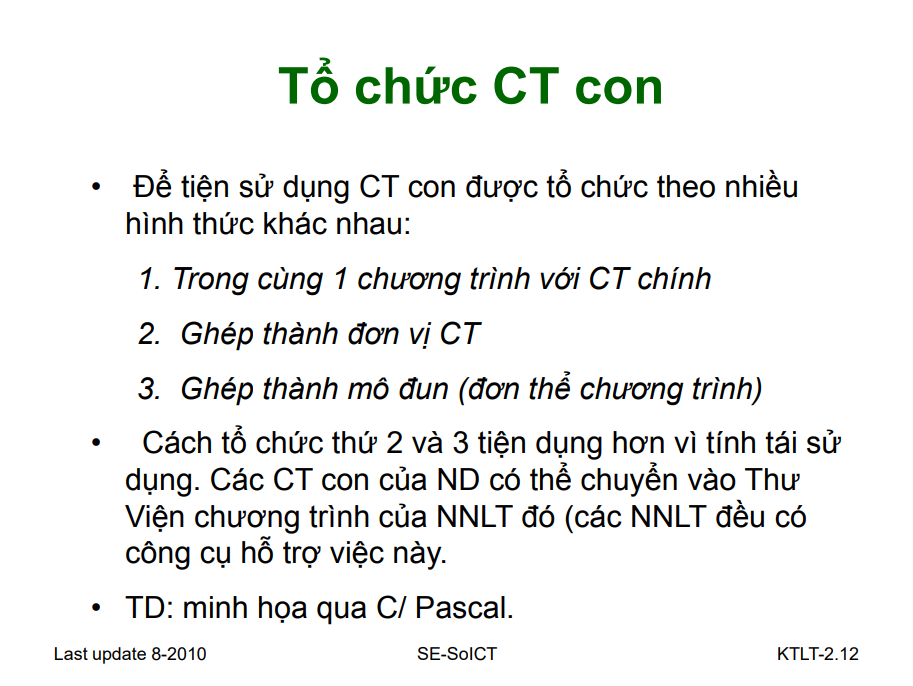 Tổ chức CT con
• Để tiện sử dụng CT con được tổ chức theo nhiều
hình thức khác nhau:
1. Trong cùng 1 chương trình với CT chính
2. Ghép thành đơn vị CT
3. Ghép thành mô đun (đơn thể chương trình)
• Cách tổ chức thứ 2 và 3 tiện dụng hơn vì tính tái sử
dụng. Các CT con của ND có thể chuyển vào Thư
Viện chương trình của NNLT đó (các NNLT đều có
công cụ hỗ trợ việc này.
• TD: minh họa qua C/ Pascal.
Last update 8-2010 SE-SoICT KTLT-2.12